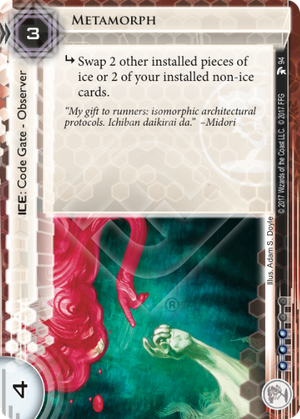 Metamorph
3
Swap 2 other installed pieces of
ice or 2 of your installed non-ice
cards.
“My gift to runners: isomorphic architectural
protocols. Ichiban daikirai da.” –Midori
ICE: Code Gate - Observer
94
© 2017 Wizards of the Coast LLC. © 2017 FFG
Illus. Adam S. Doyle
4